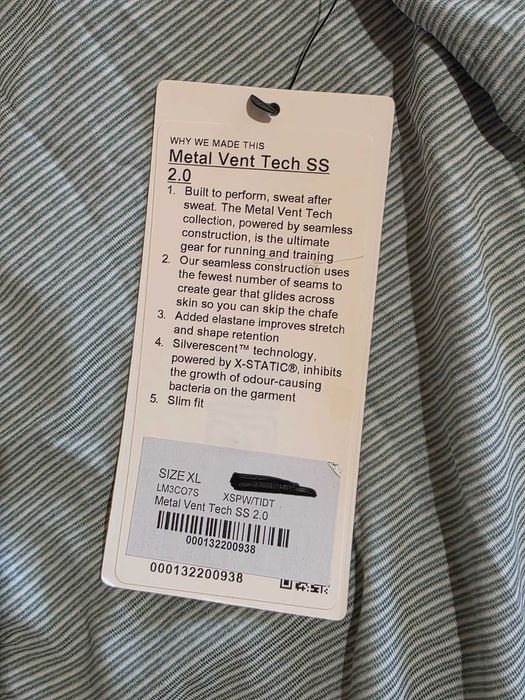 WHY WE MADE THIS
Metal Vent Tech SS
2.0
1. Built to perform, sweat after
sweat. The Metal Vent Tech
collection, powered by seamless
construction, is the ultimate
gear for running and training
2. Our seamless construction uses
the fewest number of seams to
create gear that glides across
skin so you can skip the chafe
3. Added elastane improves stretch
and shape retention
4. Silverescent™ technology,
powered by X-STATIC®, inhibits
the growth of odour-causing
bacteria on the garment
5. Slim fit
SIZE XL
LM3CO7S XSPW/TIDT
Metal Vent Tech SS 2.0
000132200938
000132200938